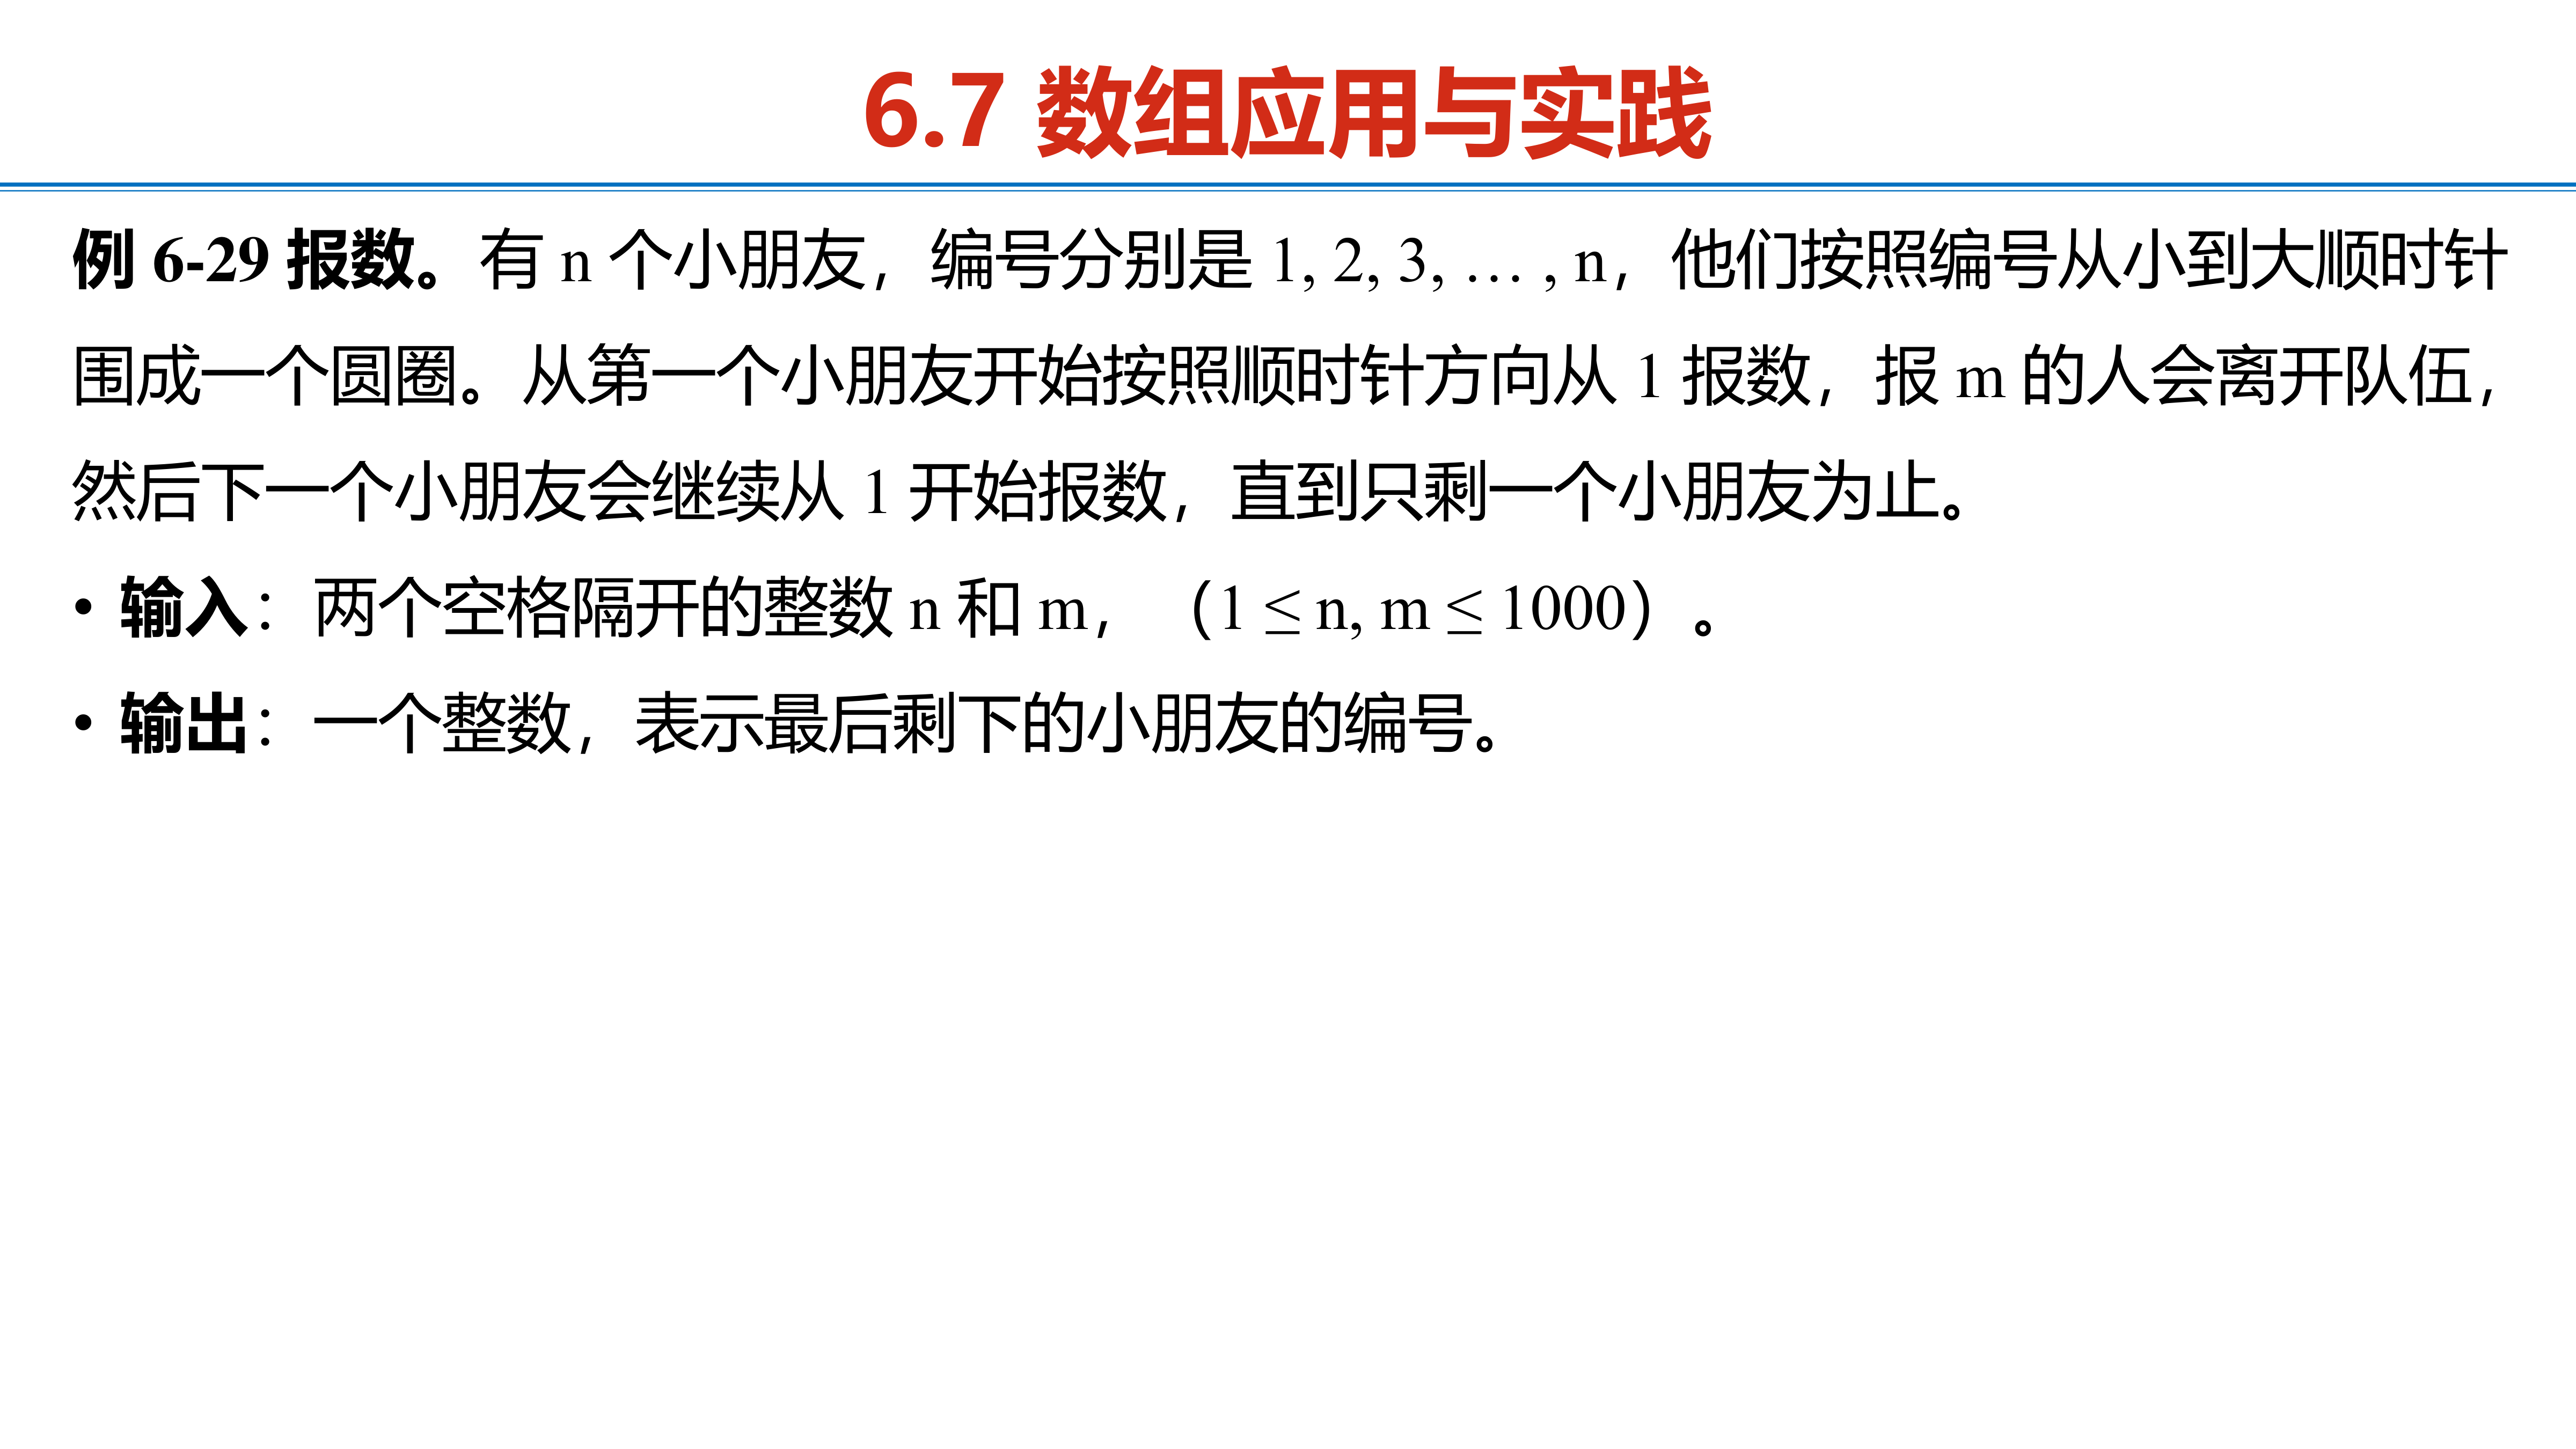 6.7 数组应用与实践
例 6-29 报数。有 n 个小朋友，编号分别是 1, 2, 3, … , n，他们按照编号从小到大顺时针
围成一个圆圈。从第一个小朋友开始按照顺时针方向从 1 报数，报 m 的人会离开队伍，
然后下一个小朋友会继续从 1 开始报数，直到只剩一个小朋友为止。
• 输入：两个空格隔开的整数 n 和 m，（1 ≤ n, m ≤ 1000）。
• 输出：一个整数，表示最后剩下的小朋友的编号。